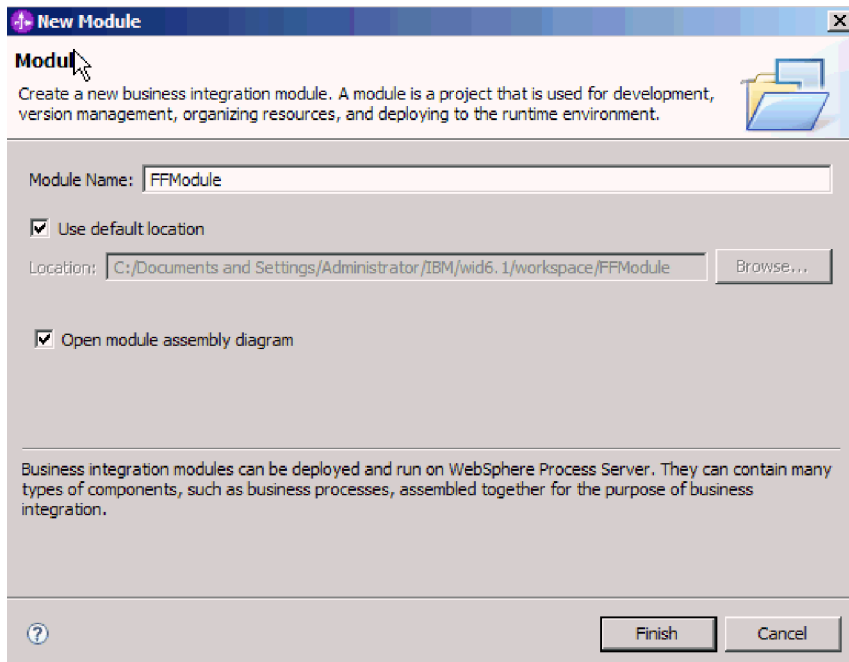 New Module
Modul
Create a new business integration module. A module is a project that is used for development,
version management, organizing resources, and deploying to the runtime environment.
Module Name: FFModule
Use default location
Location: C:/Documents and Settings/Administrator/IBM/wid6.1/workspace/FFModule Browse...
Open module assembly diagram
Business integration modules can be deployed and run on WebSphere Process Server. They can contain many
types of components, such as business processes, assembled together for the purpose of business
integration.
? Finish Cancel